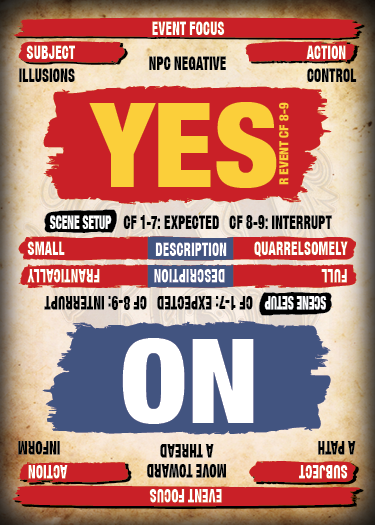 EVENT FOCUS
SUBJECT NPC NEGATIVE ACTION
ILLUSIONS CONTROL
YES
R EVENT CF 8-9
SCENE SETUP CF 1-7: EXPECTED CF 8-9: INTERRUPT
SMALL DESCRIPTION QUARRELSOMELY
EVENT FOCUS
SUBJECT MOVE TOWARD ACTION
A PATH A THREAD INFORM
NO
SCENE SETUP CF 1-7: EXPECTED CF 8-9: INTERRUPT
FULL DESCRIPTION FRANTICALLY